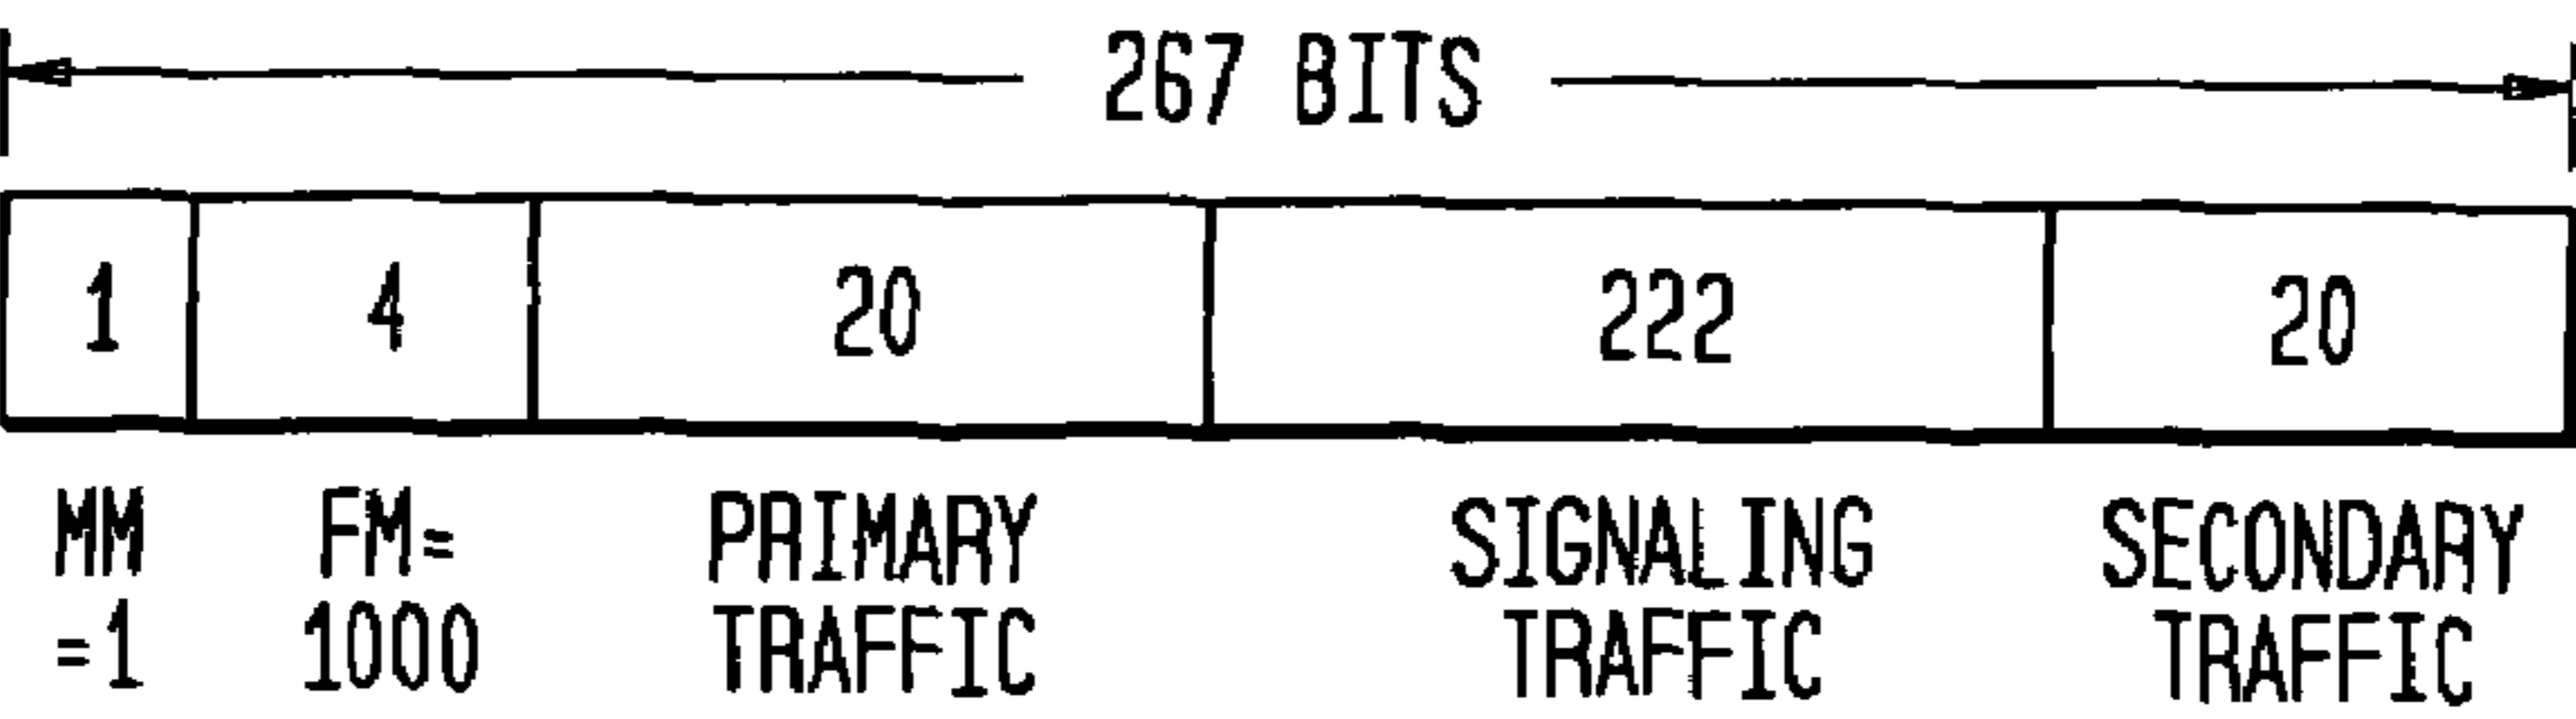 267 BITS
1 4 20 222 20
MM FM= PRIMARY SIGNALING SECONDARY
=1 1000 TRAFFIC TRAFFIC TRAFFIC